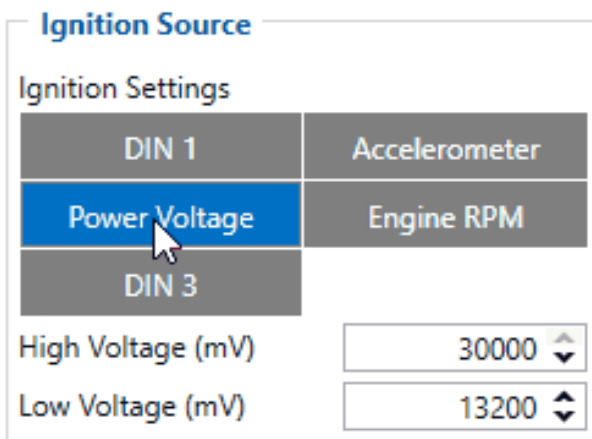 Ignition Source
Ignition Settings
DIN 1 Accelerometer
Power Voltage Engine RPM
DIN 3
High Voltage (mV) 30000
Low Voltage (mV) 13200